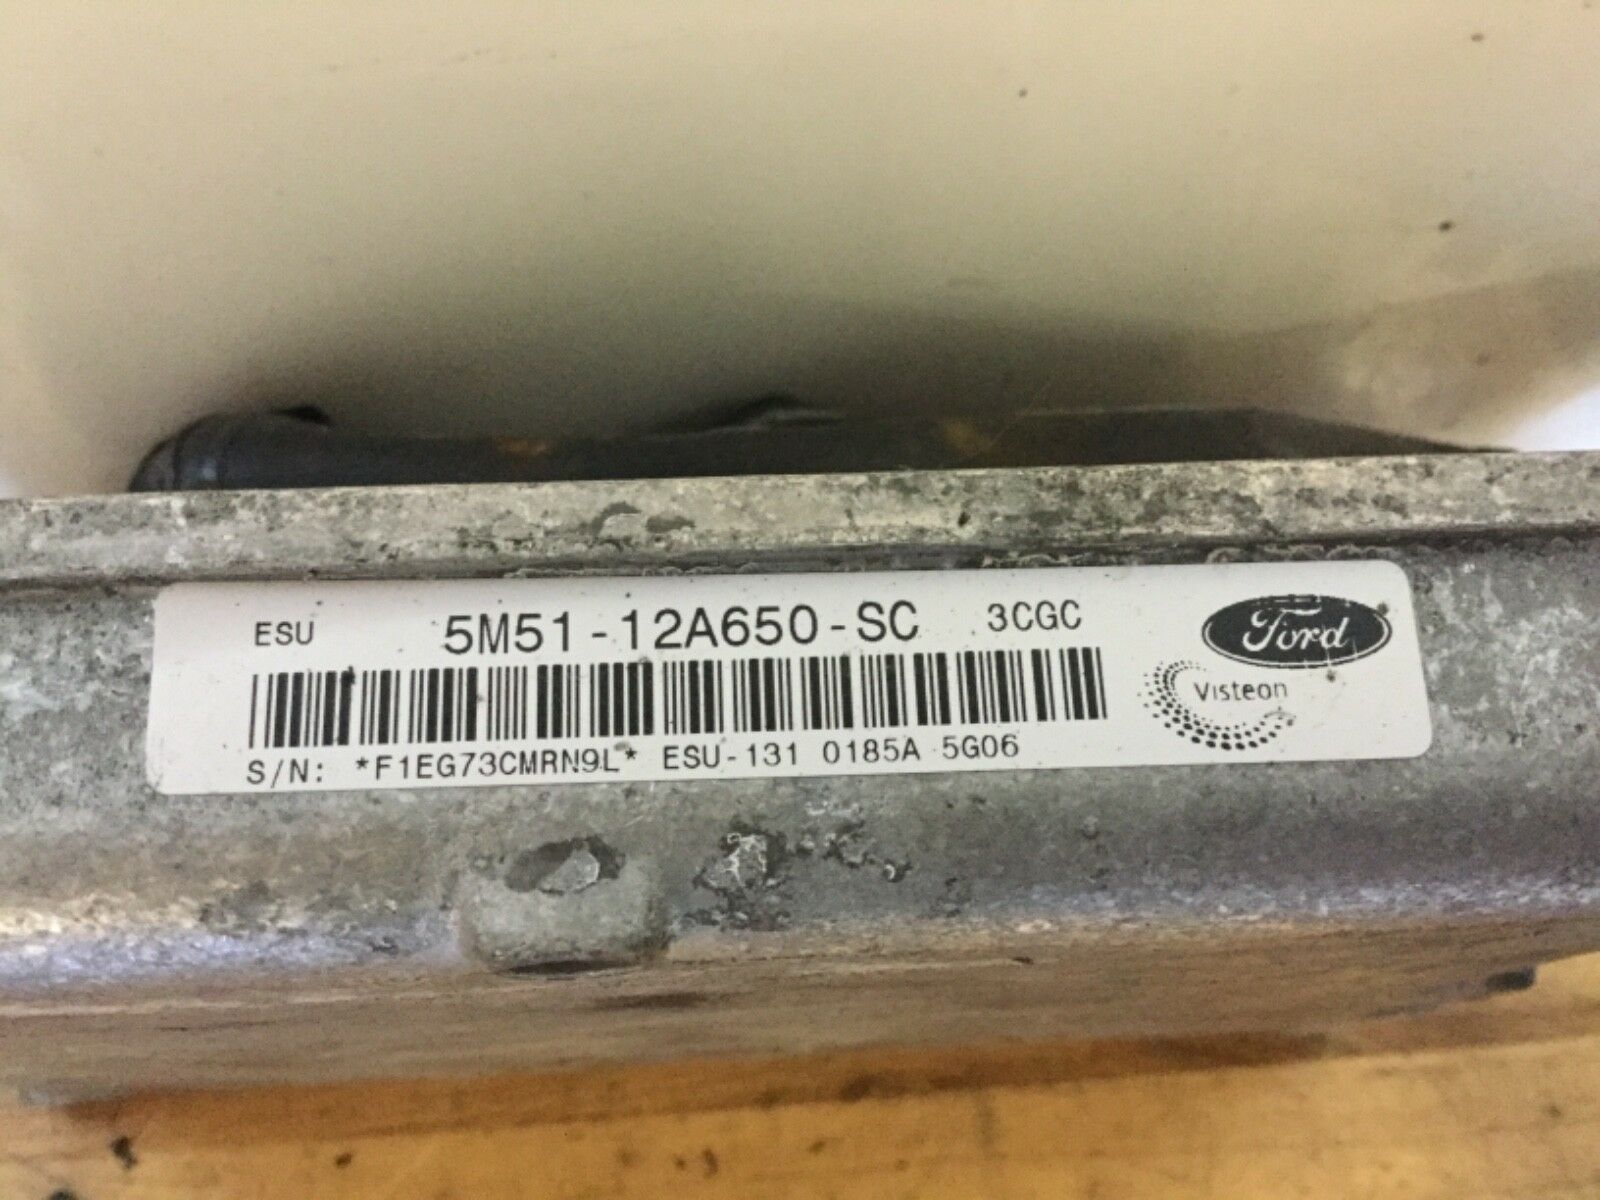 ESU 5M51-12A650-SC 3CGC
Ford
Visteon
S/N: *F1EG73CMRN9L* ESU-131 0185A 5G06